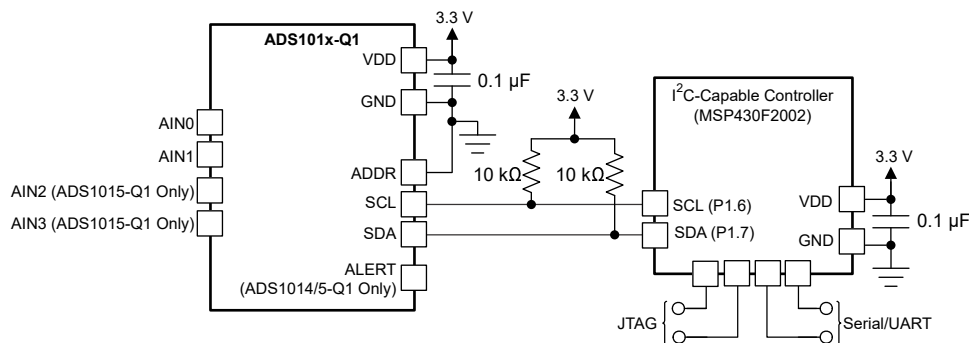 3.3 V
ADS101x-Q1
VDD
0.1 µF
GND
3.3 V
I²C-Capable Controller
(MSP430F2002)
AIN0
AIN1
3.3 V
ADDR
10 kΩ
10 kΩ
AIN2 (ADS1015-Q1 Only)
SCL
SCL (P1.6)
VDD
AIN3 (ADS1015-Q1 Only)
0.1 µF
SDA
SDA (P1.7)
GND
ALERT
(ADS1014/5-Q1 Only)
JTAG
Serial/UART